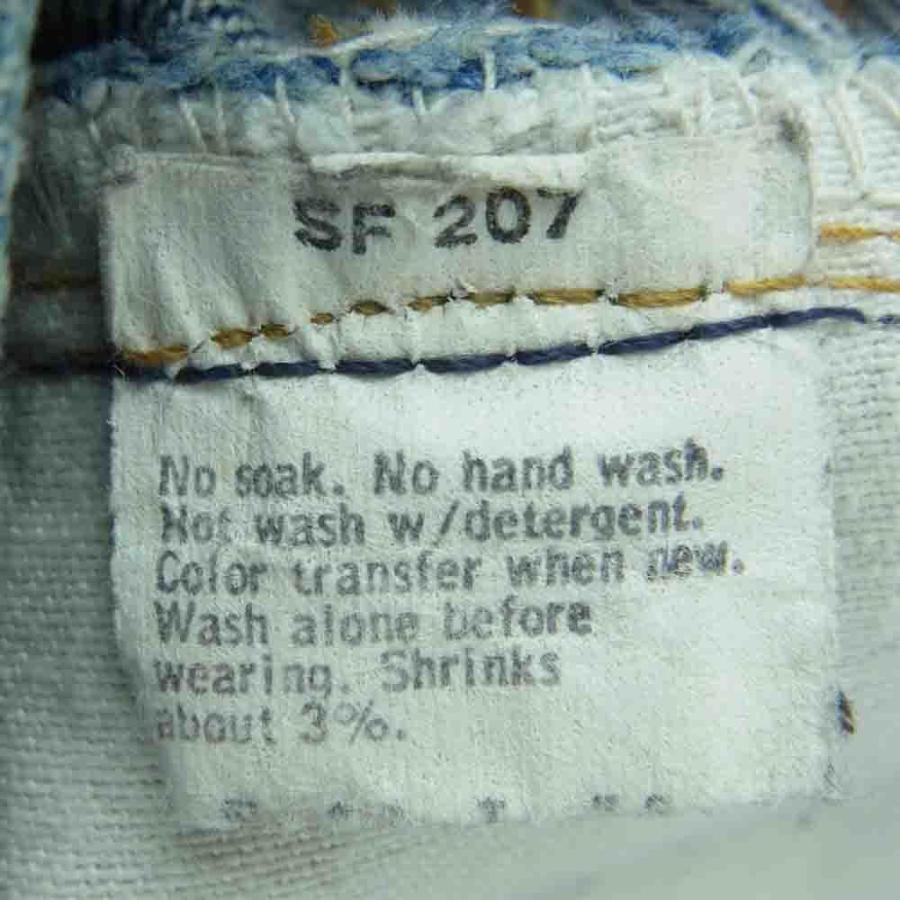 SF 207
No soak. No hand wash.
Hot wash w/detergent.
Color transfer when new.
Wash alone before
wearing. Shrinks
about 3%.